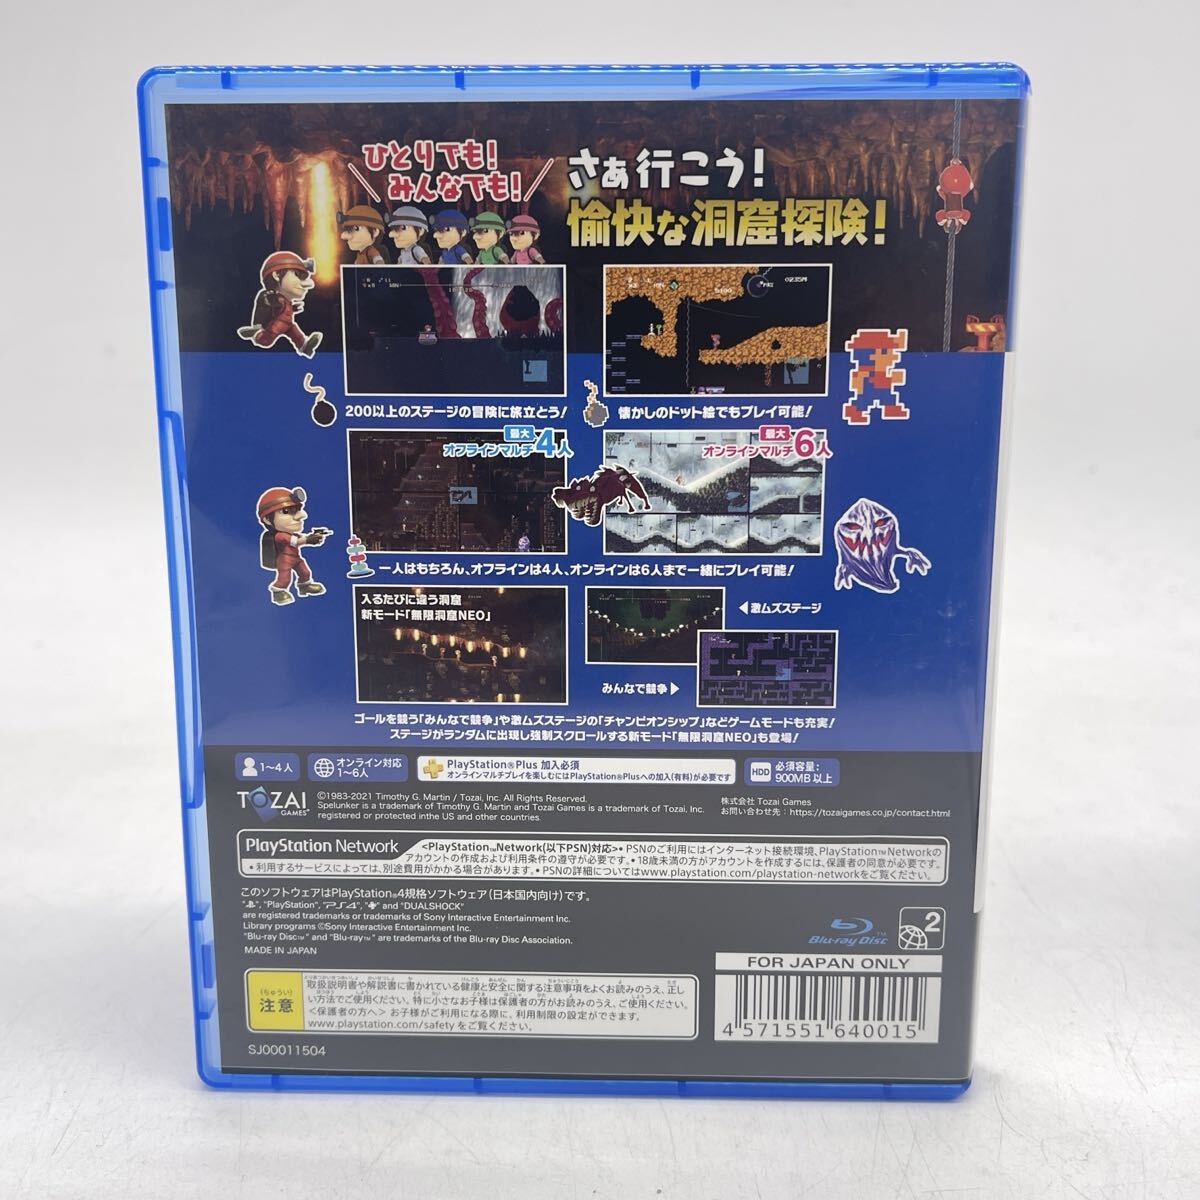 ひとりでも!
みんなでも!
さぁ行こう!
愉快な洞窟探険!
200以上のステージの冒険に旅立とう!
懐かしのドット絵でもプレイ可能!
最大
オフラインマルチ4人
最大
オンラインマルチ6人
一人はもちろん、オフラインは4人、オンラインは6人まで一緒にプレイ可能!
入るたびに違う洞窟
新モード「無限洞窟NEO」
◀激ムズステージ
みんなで競争▶
ゴールを競う「みんなで競争」や激ムズステージの「チャンピオンシップ」などゲームモードも充実!
ステージがランダムに出現し強制スクロールする新モード「無限洞窟NEO」も登場!
1~4人
オンライン対応
1~6人
PlayStation®Plus 加入必須
オンラインマルチプレイを楽しむにはPlayStation®Plusへの加入(有料)が必要です
HDD
必須容量:
900MB以上
TOZAI
GAMES
©1983-2021 Timothy G. Martin / Tozai, Inc. All Rights Reserved.
Spelunker is a trademark of Timothy G. Martin and Tozai Games is a trademark of Tozai, Inc.
registered or protected inthe US and other countries.
株式会社 Tozai Games
お問い合わせ先:https://tozaigames.co.jp/contact.html
PlayStation Network
<PlayStation™Network(以下PSN)対応>•PSNのご利用にはインターネット接続環境、PlayStation™Networkの
アカウントの作成および利用条件の遵守が必要です。•18歳未満の方がアカウントを作成するには、保護者の同意が必要です。
•利用するサービスによっては、別途費用がかかる場合があります。•PSNの詳細についてはwww.playstation.com/playstation-networkをご覧ください。
このソフトウェアはPlayStation®4規格ソフトウェア(日本国内向け)です。
"PlayStation", "PS4", and "DUALSHOCK"
are registered trademarks or trademarks of Sony Interactive Entertainment Inc.
Library programs ©Sony Interactive Entertainment Inc.
"Blu-ray Disc™" and "Blu-ray™" are trademarks of the Blu-ray Disc Association.
MADE IN JAPAN
Blu-ray Disc™
2
FOR JAPAN ONLY
4 571551 640015
(ちゅうい)
注意
取扱説明書や解説書に書かれている健康と安全に関する注意事項をよくお読みのうえ、正し
い方法でご使用ください。特に小さなお子様は保護者の方がお読みのうえ、ご使用ください。
<保護者の方へ> お子様がご利用になる際に、利用制限の設定ができます。
www.playstation.com/safety をご覧ください。
SJ00011504